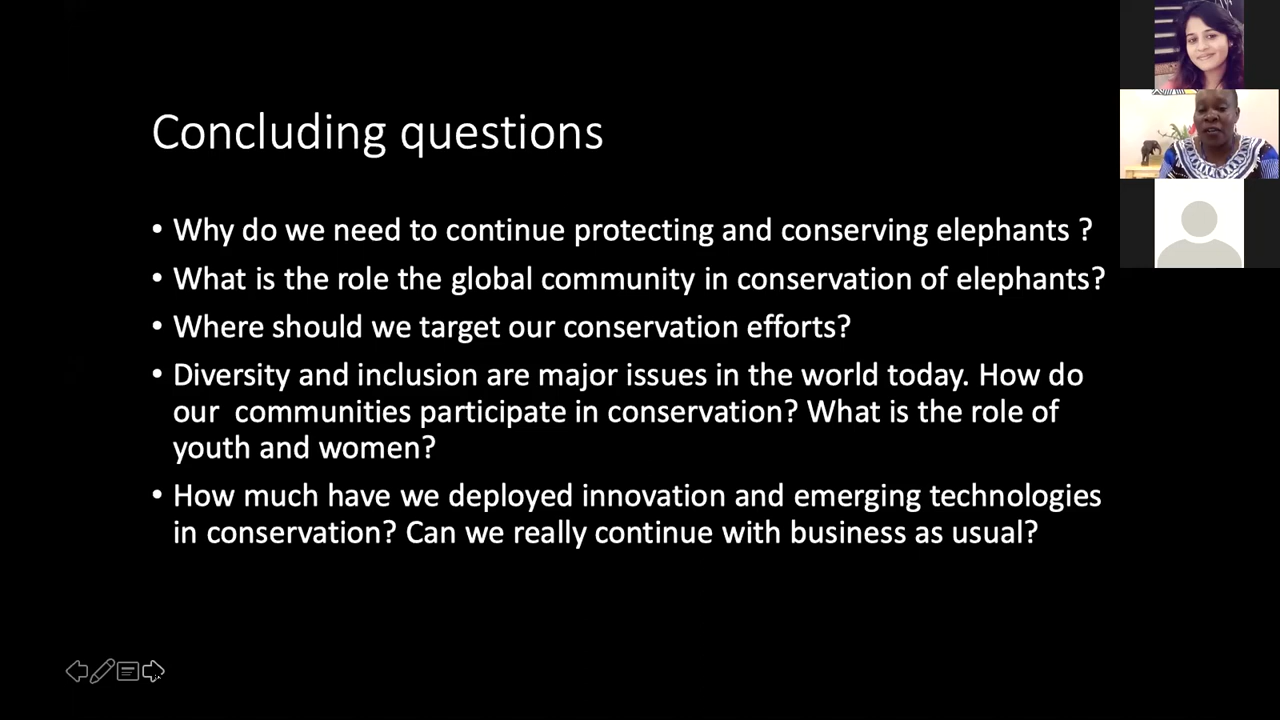 Concluding questions
• Why do we need to continue protecting and conserving elephants ?
• What is the role the global community in conservation of elephants?
• Where should we target our conservation efforts?
• Diversity and inclusion are major issues in the world today. How do
our  communities participate in conservation? What is the role of
youth and women?
• How much have we deployed innovation and emerging technologies
in conservation? Can we really continue with business as usual?